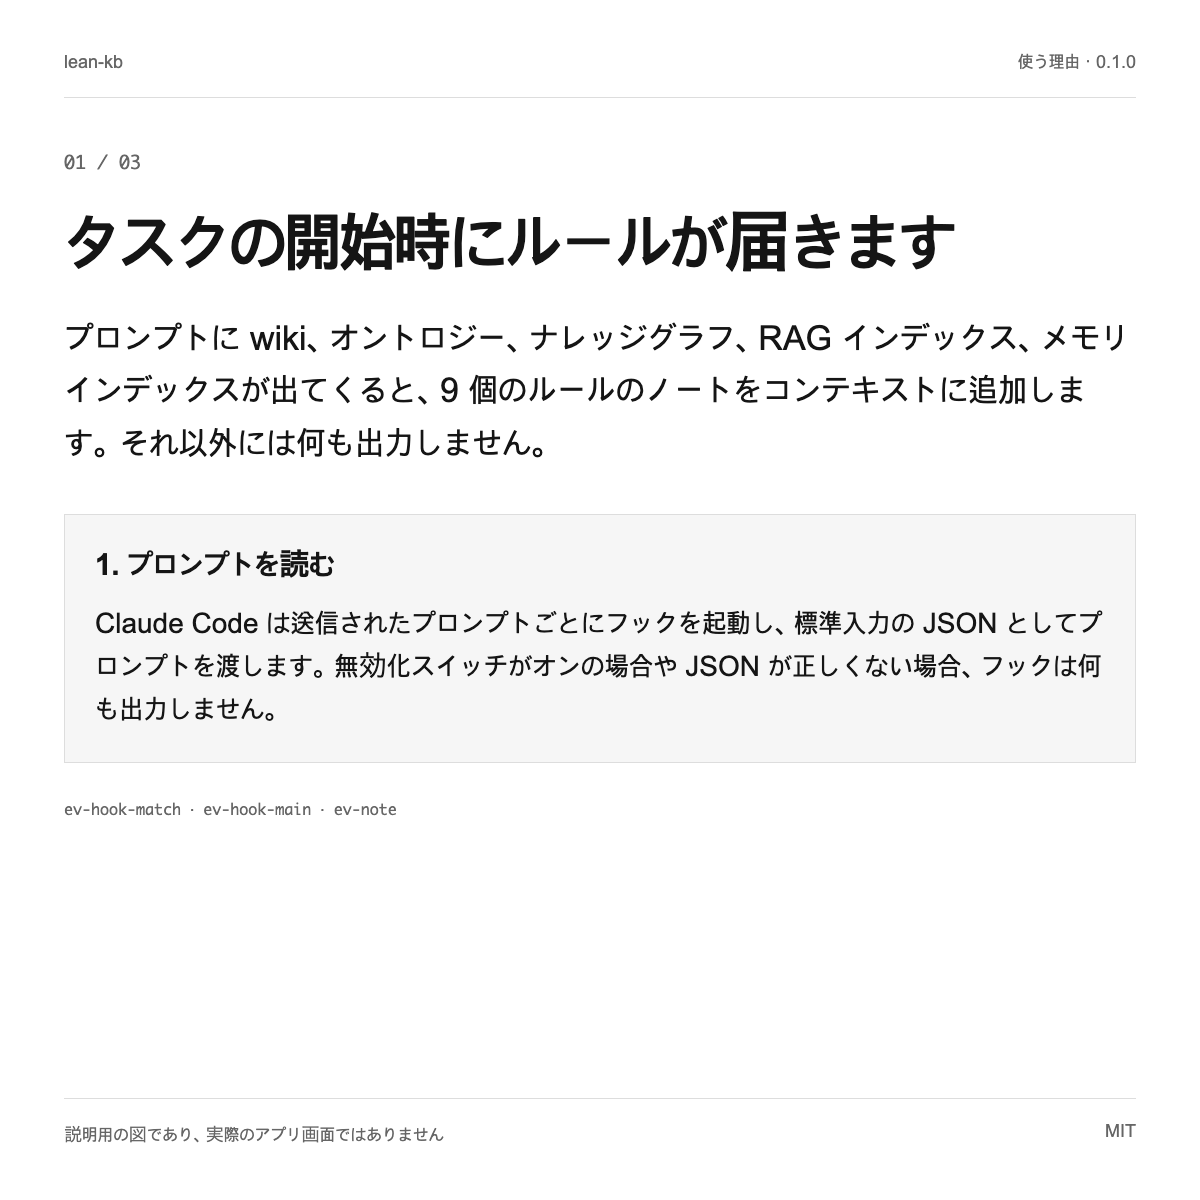 lean-kb
使う理由 · 0.1.0
01 / 03
タスクの開始時にルールが届きます
プロンプトに wiki、オントロジー、ナレッジグラフ、RAG インデックス、メモリ
インデックスが出てくると、9 個のルールのノートをコンテキストに追加しま
す。それ以外には何も出力しません。
1. プロンプトを読む
Claude Code は送信されたプロンプトごとにフックを起動し、標準入力の JSON としてプ
ロンプトを渡します。無効化スイッチがオンの場合や JSON が正しくない場合、フックは何
も出力しません。
ev-hook-match · ev-hook-main · ev-note
説明用の図であり、実際のアプリ画面ではありません
MIT